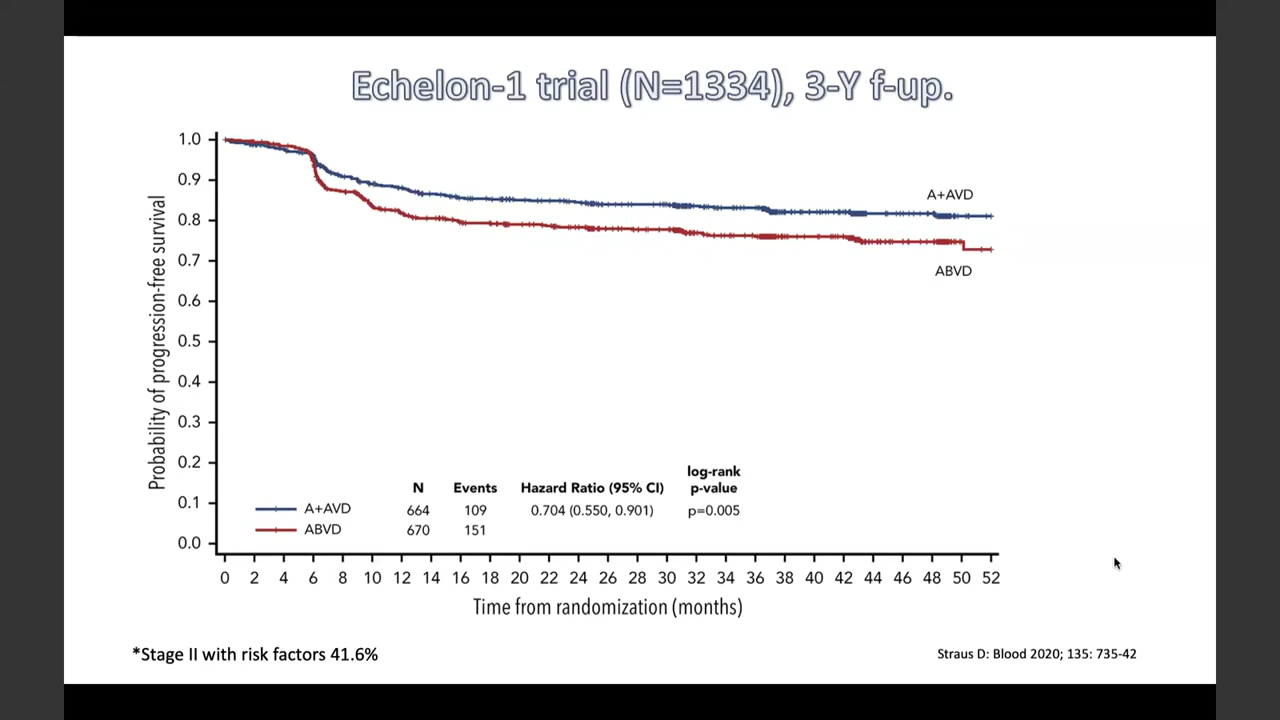 Echelon-1 trial (N=1334), 3-Y f-up.
1.0
0.9
0.8
0.7
0.6
0.5
0.4
0.3
0.2
0.1
0.0
Probability of progression-free survival
A+AVD
ABVD
log-rank
N Events Hazard Ratio (95% CI) p-value
A+AVD 664 109 0.704 (0.550, 0.901) p=0.005
ABVD 670 151
0 2 4 6 8 10 12 14 16 18 20 22 24 26 28 30 32 34 36 38 40 42 44 46 48 50 52
Time from randomization (months)
*Stage II with risk factors 41.6%
Straus D: Blood 2020; 135: 735-42